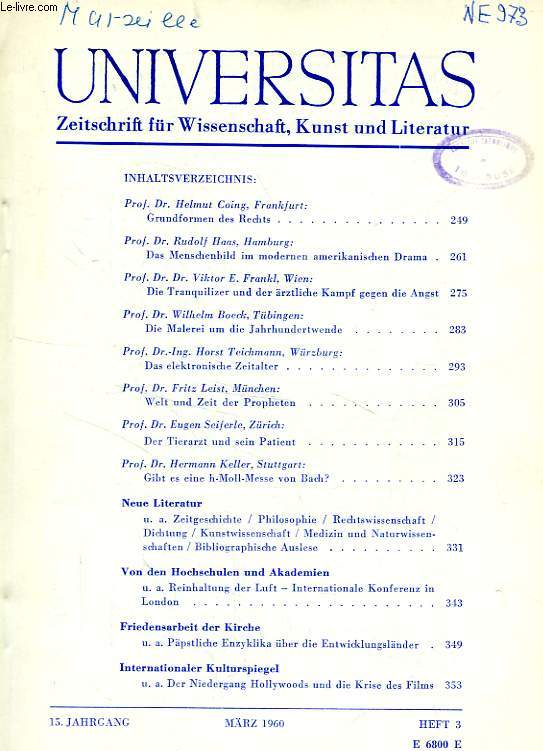 Le-livre.com
NE 973
UNIVERSITAS
Zeitschrift für Wissenschaft, Kunst und Literatur
INHALTSVERZEICHNIS:
Prof. Dr. Helmut Coing, Frankfurt:
Grundformen des Rechts . . . . . . . . . . . . . . . 249
Prof. Dr. Rudolf Haas, Hamburg:
Das Menschenbild im modernen amerikanischen Drama . 261
Prof. Dr. Dr. Viktor E. Frankl, Wien:
Die Tranquilizer und der ärztliche Kampf gegen die Angst 275
Prof. Dr. Wilhelm Boeck, Tübingen:
Die Malerei um die Jahrhundertwende . . . . . . . . 283
Prof. Dr.-Ing. Horst Teichmann, Würzburg:
Das elektronische Zeitalter . . . . . . . . . . . . . . 293
Prof. Dr. Fritz Leist, München:
Welt und Zeit der Propheten . . . . . . . . . . . . 305
Prof. Dr. Eugen Seiferle, Zürich:
Der Tierarzt und sein Patient . . . . . . . . . . . . 315
Prof. Dr. Hermann Keller, Stuttgart:
Gibt es eine h-Moll-Messe von Bach? . . . . . . . . . 323
Neue Literatur
u. a. Zeitgeschichte / Philosophie / Rechtswissenschaft /
Dichtung / Kunstwissenschaft / Medizin und Naturwissen-
schaften / Bibliographische Auslese . . . . . . . . . . 331
Von den Hochschulen und Akademien
u. a. Reinhaltung der Luft – Internationale Konferenz in
London . . . . . . . . . . . . . . . . . . . . . . 343
Friedensarbeit der Kirche
u. a. Päpstliche Enzyklika über die Entwicklungsländer . 349
Internationaler Kulturspiegel
u. a. Der Niedergang Hollywoods und die Krise des Films 353
15. JAHRGANG MÄRZ 1960 HEFT 3
E 6800 E